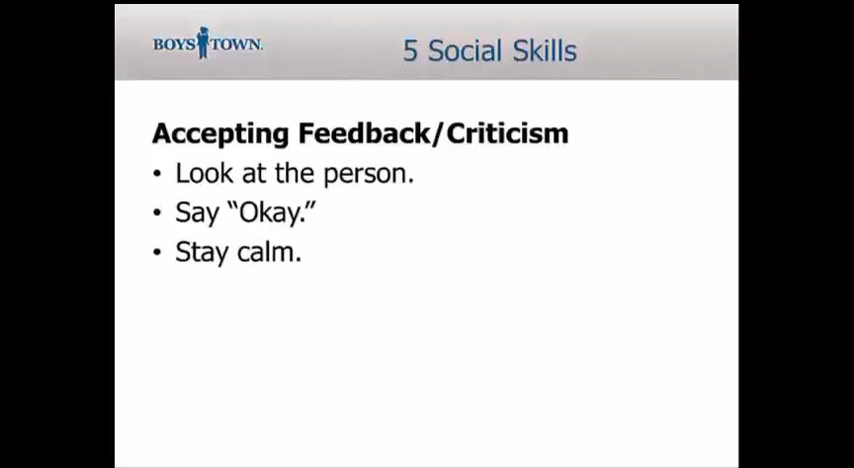 BOYS TOWN.
5 Social Skills
Accepting Feedback/Criticism
• Look at the person.
• Say “Okay.”
• Stay calm.